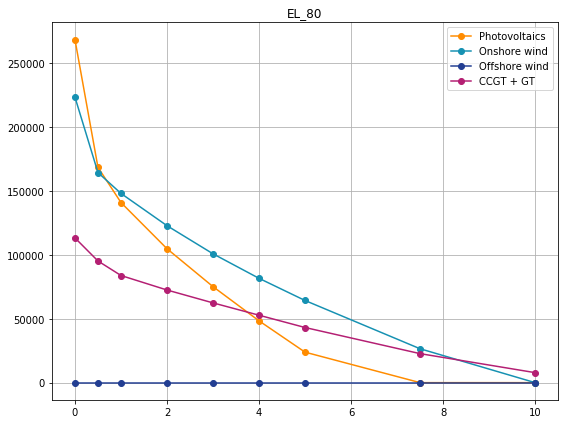 EL_80
Photovoltaics
Onshore wind
Offshore wind
CCGT + GT
250000
200000
150000
100000
50000
0
0 2 4 6 8 10